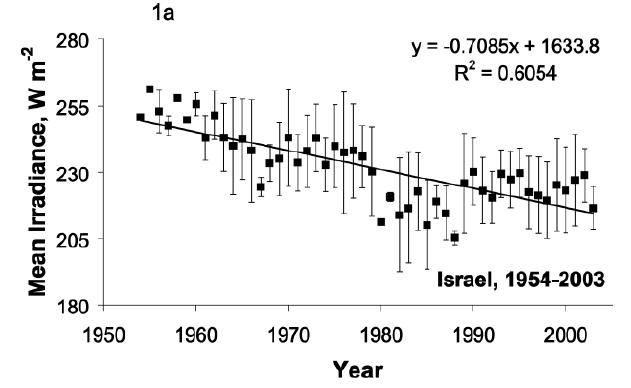 1a
y = -0.7085x + 1633.8
R² = 0.6054
280
255
230
205
180
Mean Irradiance, W m⁻²
Israel, 1954-2003
1950 1960 1970 1980 1990 2000
Year